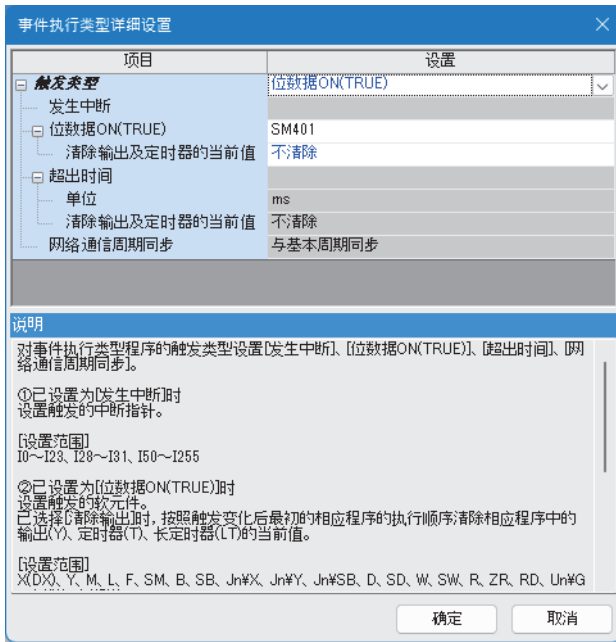 事件执行类型详细设置
项目 设置
触发类型 位数据ON(TRUE)
发生中断
位数据ON(TRUE) SM401
清除输出及定时器的当前值 不清除
超出时间
单位 ms
清除输出及定时器的当前值 不清除
网络通信周期同步 与基本周期同步
说明
对事件执行类型程序的触发类型设置[发生中断]、[位数据ON(TRUE)]、[超出时间]、[网
络通信周期同步]。
①已设置为[发生中断]时
设置触发的中断指针。
[设置范围]
I0～I23、I28～I31、I50～I255
②已设置为[位数据ON(TRUE)]时
设置触发的软元件。
已选择[清除输出]时，按照触发变化后最初的相应程序的执行顺序清除相应程序中的
输出(Y)、定时器(T)、长定时器(LT)的当前值。
[设置范围]
X(DX)、Y、M、L、F、SM、B、SB、Jn¥X、Jn¥Y、Jn¥SB、D、SD、W、SW、R、ZR、RD、Un¥G
确定 取消